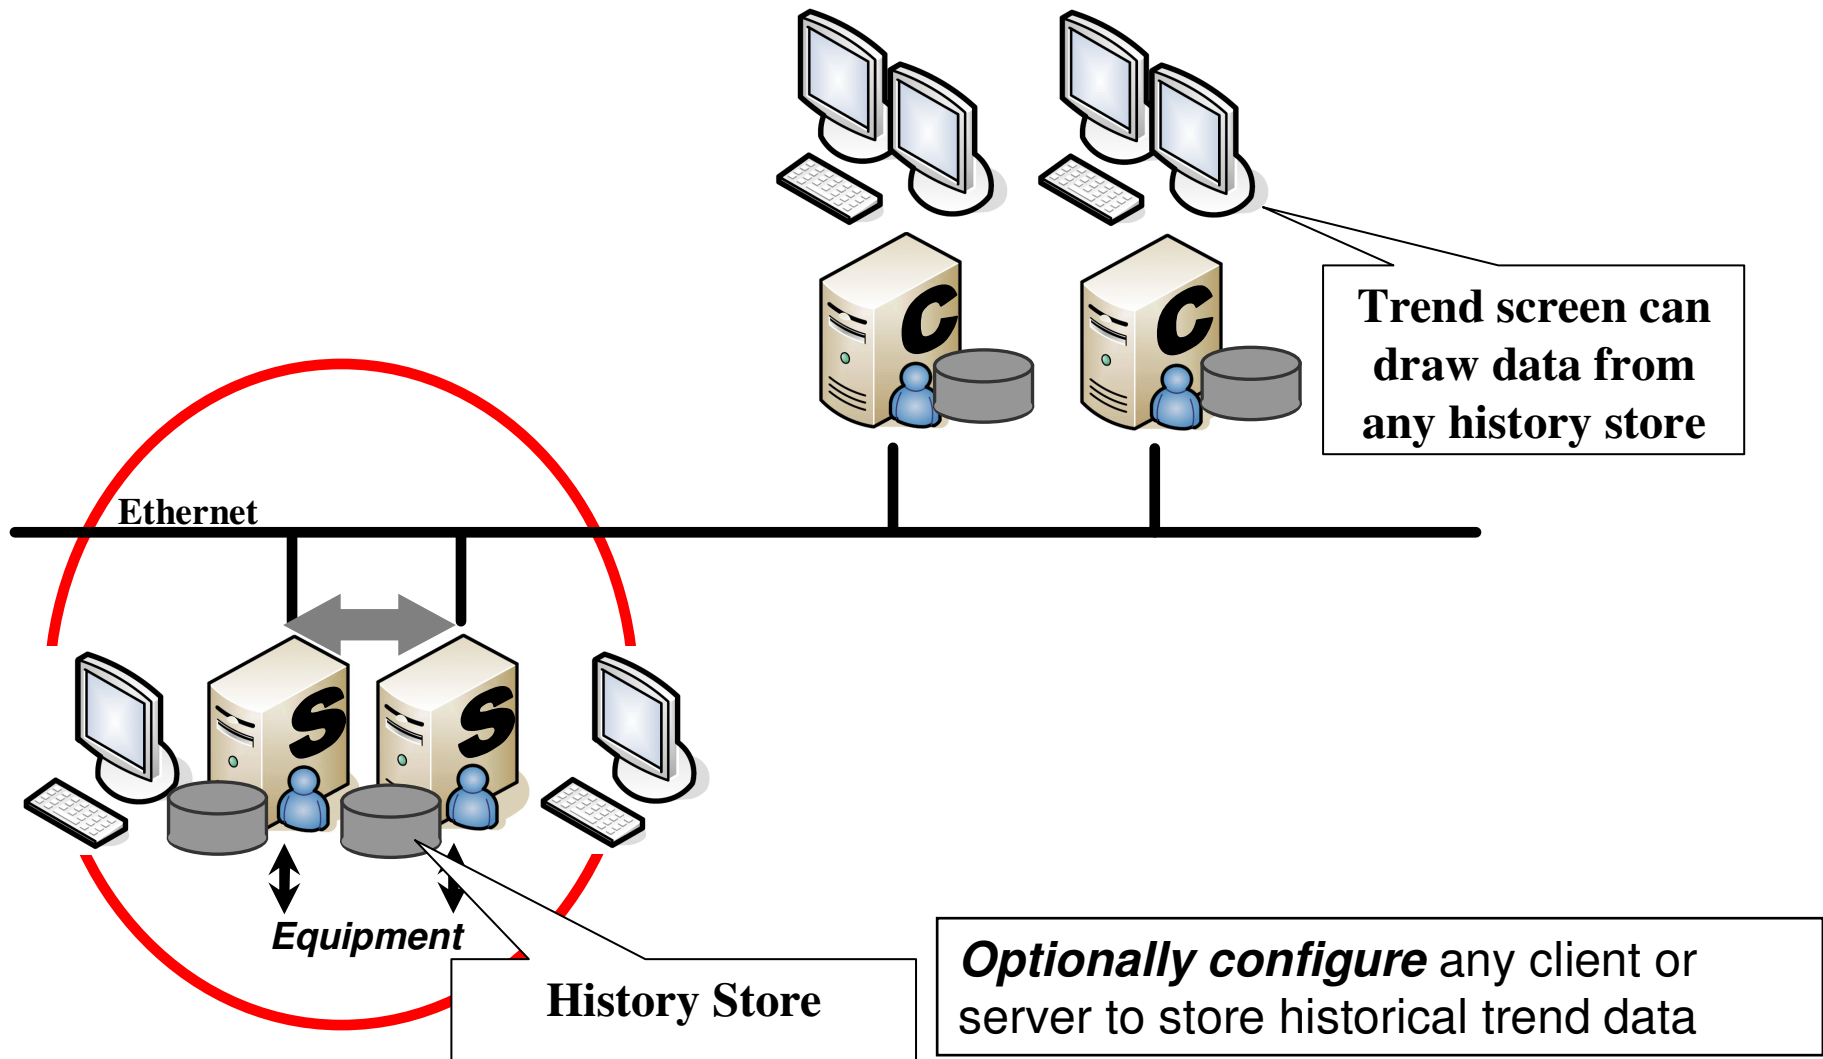 C
C
Trend screen can
draw data from
any history store
Ethernet
S
S
Equipment
History Store
Optionally configure any client or
server to store historical trend data